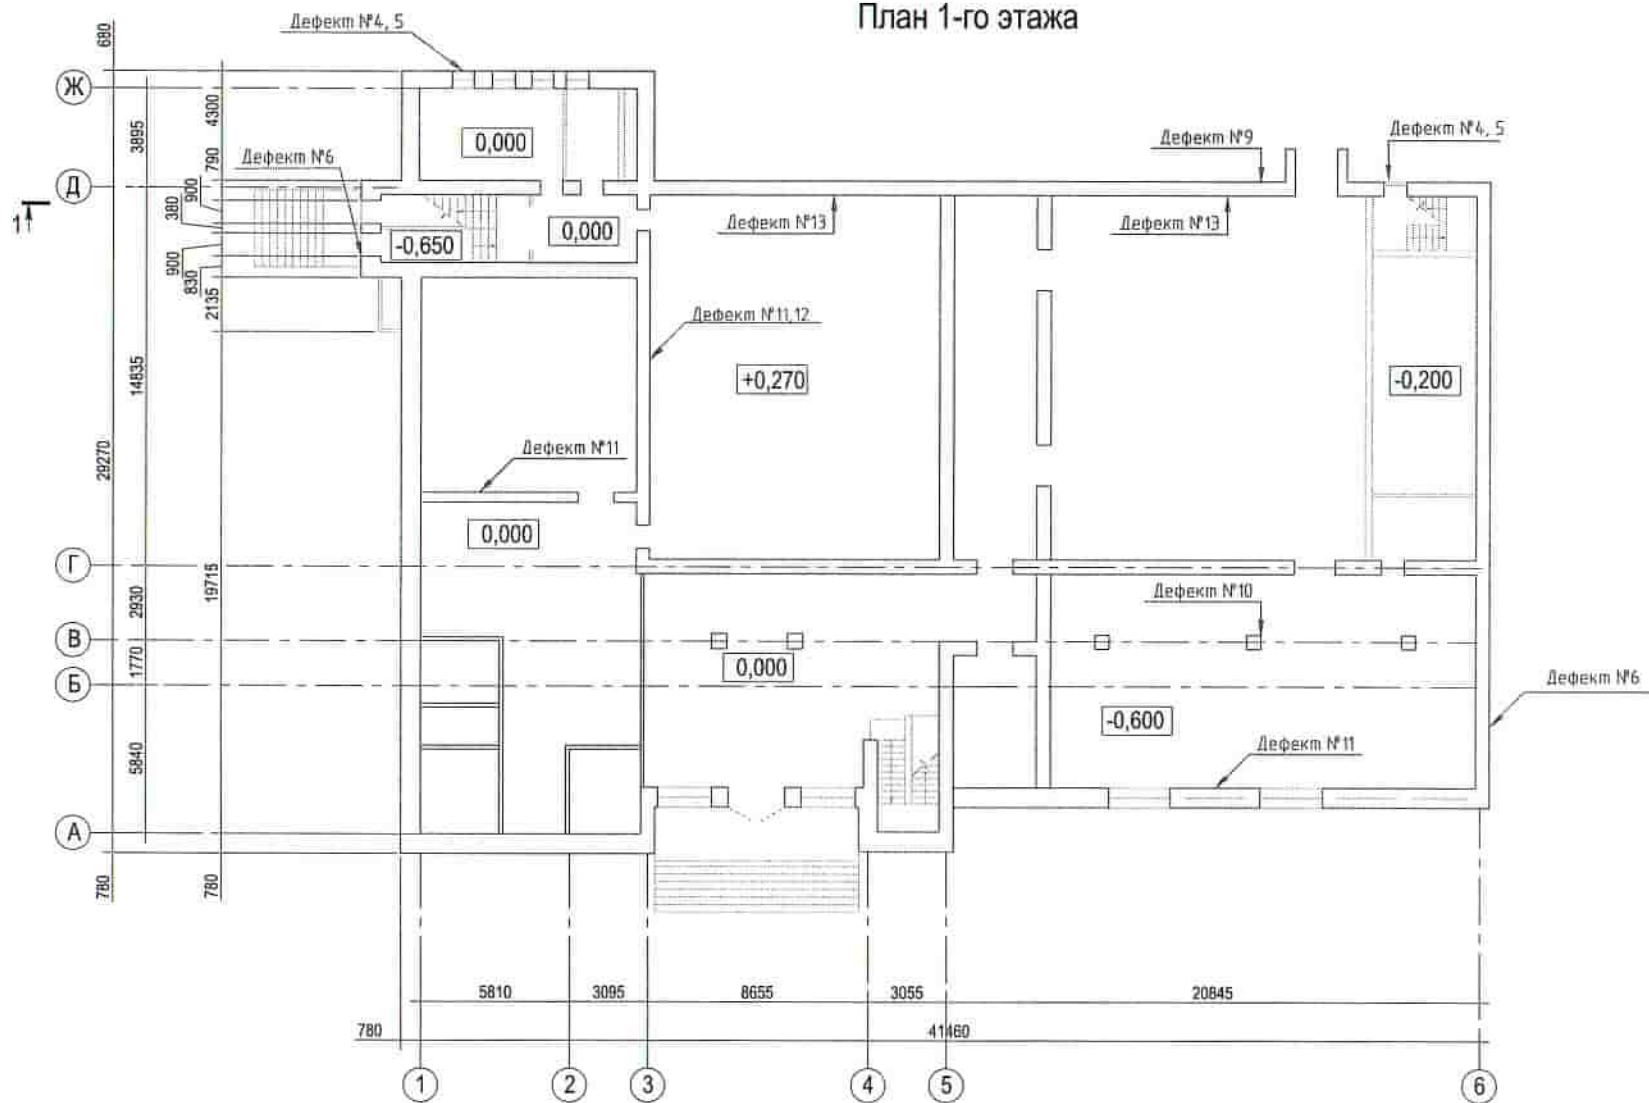 План 1-го этажа
Дефект №4, 5
680
Ж
4300
3895
0,000
Дефект №9
Дефект №4, 5
790
Дефект №6
Д
900
380
1
-0,650
0,000
Дефект №13
Дефект №13
900
830
2135
Дефект №11,12
14835
+0,270
-0,200
29270
Дефект №11
0,000
Г
19715
2930
Дефект №10
В
1770
0,000
Б
Дефект №6
-0,600
5840
Дефект №11
А
780
780
5810
3095
8655
3055
20845
780
41460
1
2
3
4
5
6